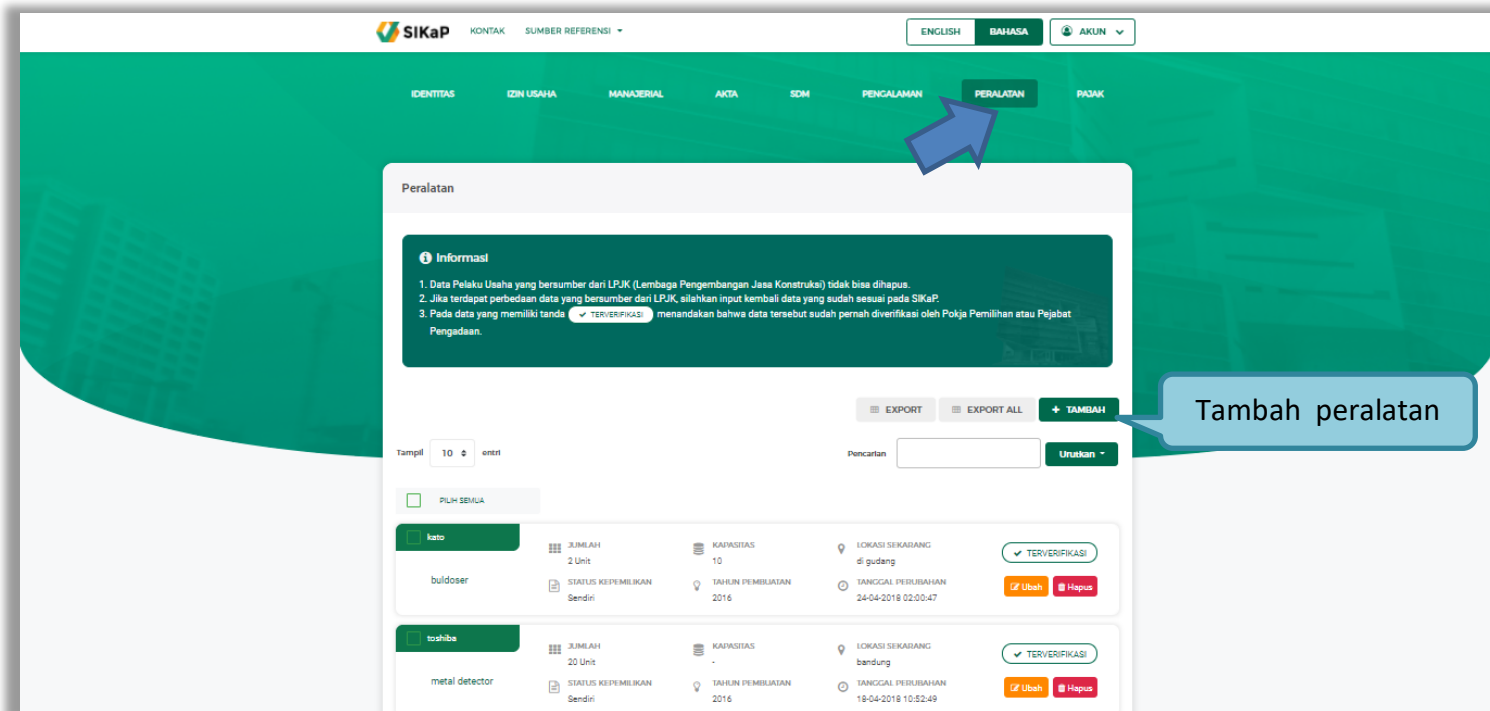 SIKaP KONTAK SUMBER REFERENSI ENGLISH BAHASA AKUN
IDENTITAS IZIN USAHA MANAJERIAL AKTA SDM PENGALAMAN PERALATAN PAJAK
Peralatan
Informasi
1. Data Pelaku Usaha yang bersumber dari LPJK (Lembaga Pengembangan Jasa Konstruksi) tidak bisa dihapus.
2. Jika terdapat perbedaan data yang bersumber dari LPJK, silahkan input kembali data yang sudah sesuai pada SIKaP.
3. Pada data yang memiliki tanda TERVERIFIKASI menandakan bahwa data tersebut sudah pernah diverifikasi oleh Pokja Pemilihan atau Pejabat
Pengadaan.
EXPORT EXPORT ALL + TAMBAH
Tambah peralatan
Tampil 10 entri Pencarian Urutkan
PILIH SEMUA
kato
buldoser
JUMLAH
2 Unit
STATUS KEPEMILIKAN
Sendiri
KAPASITAS
10
TAHUN PEMBUATAN
2016
LOKASI SEKARANG
di gudang
TANGGAL PERUBAHAN
24-04-2018 02:00:47
TERVERIFIKASI
Ubah Hapus
toshiba
metal detector
JUMLAH
20 Unit
STATUS KEPEMILIKAN
Sendiri
KAPASITAS
-
TAHUN PEMBUATAN
2016
LOKASI SEKARANG
bandung
TANGGAL PERUBAHAN
18-04-2018 10:52:49
TERVERIFIKASI
Ubah Hapus